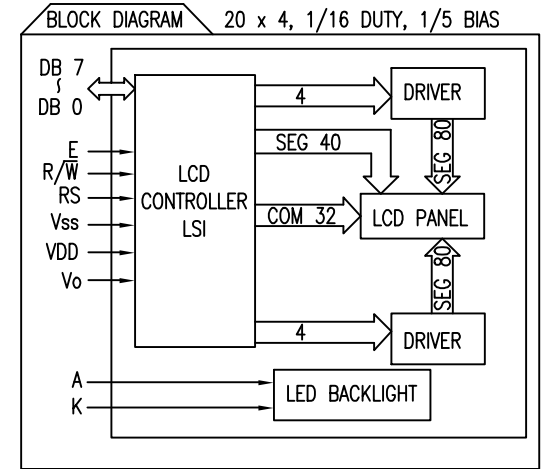 BLOCK DIAGRAM 20 x 4, 1/16 DUTY, 1/5 BIAS
DB 7
~
DB 0
E
R/W̅
RS
Vss
VDD
Vo
A
K
LCD
CONTROLLER
LSI
4
SEG 40
COM 32
4
DRIVER
SEG 80
LCD PANEL
SEG 80
DRIVER
LED BACKLIGHT